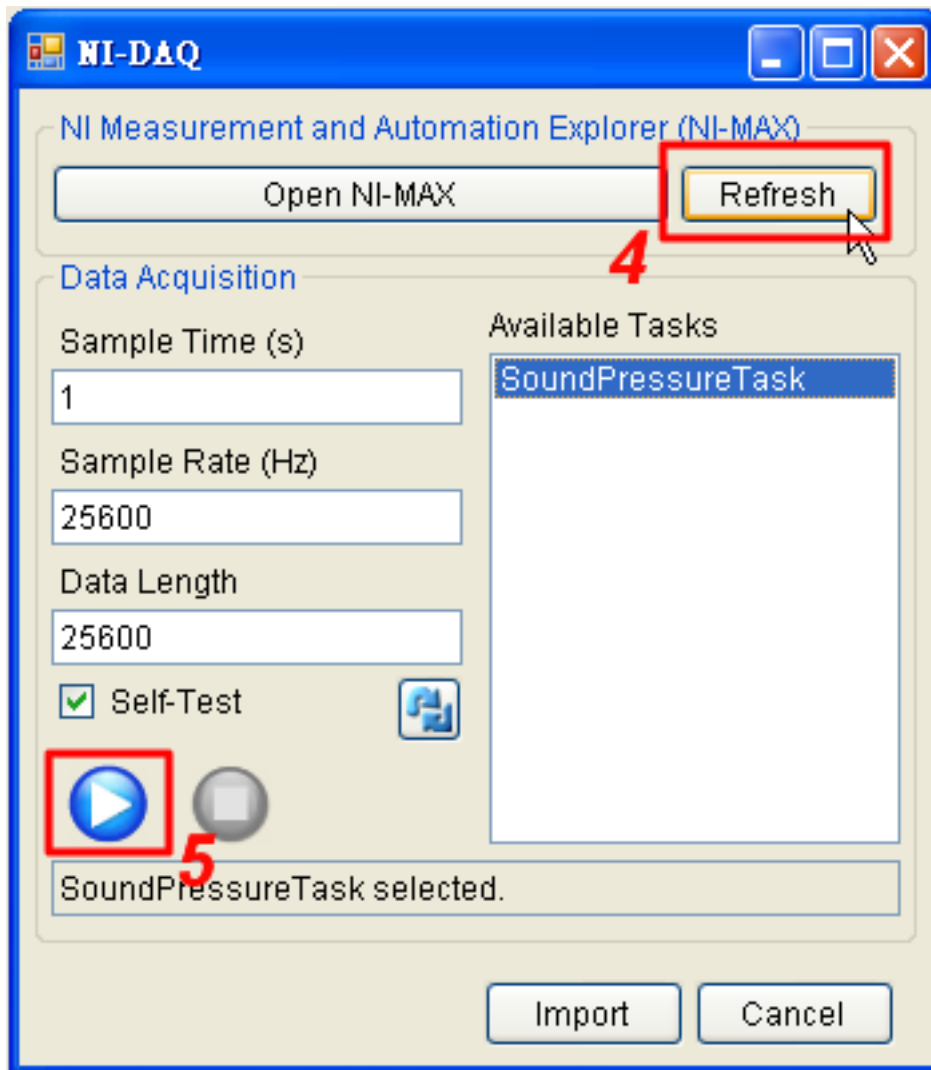 NI-DAQ
NI Measurement and Automation Explorer (NI-MAX)
Open NI-MAX
Refresh
4
Data Acquisition
Sample Time (s)
1
Sample Rate (Hz)
25600
Data Length
25600
Self-Test
Available Tasks
SoundPressureTask
5
SoundPressureTask selected.
Import
Cancel